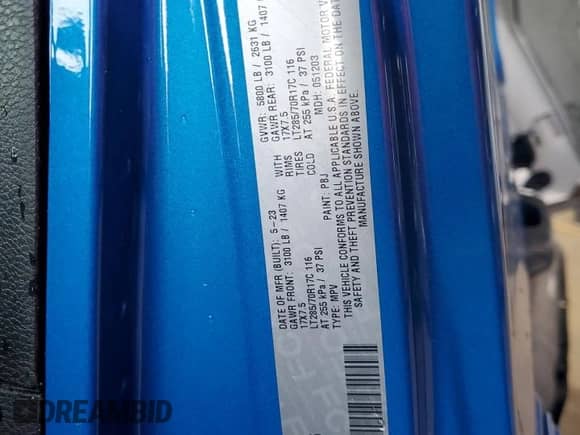 DATE OF MFR (BUILT): 5-23 GVWR: 5800 LB / 2631 KG
GAWR FRONT: 3100 LB / 1407 KG WITH GAWR REAR: 3100 LB / 1407
17X7.5 RIMS 17X7.5
LT285/70R17C 116 TIRES LT285/70R17C 116
AT 255 kPa / 37 PSI COLD AT 255 kPa / 37 PSI
TYPE: MPV PAINT: PBJ MDH: 051203
THIS VEHICLE CONFORMS TO ALL APPLICABLE U.S.A. FEDERAL MOTOR
SAFETY AND THEFT PREVENTION STANDARDS IN EFFECT ON THE
MANUFACTURE SHOWN ABOVE.
DREAMBID